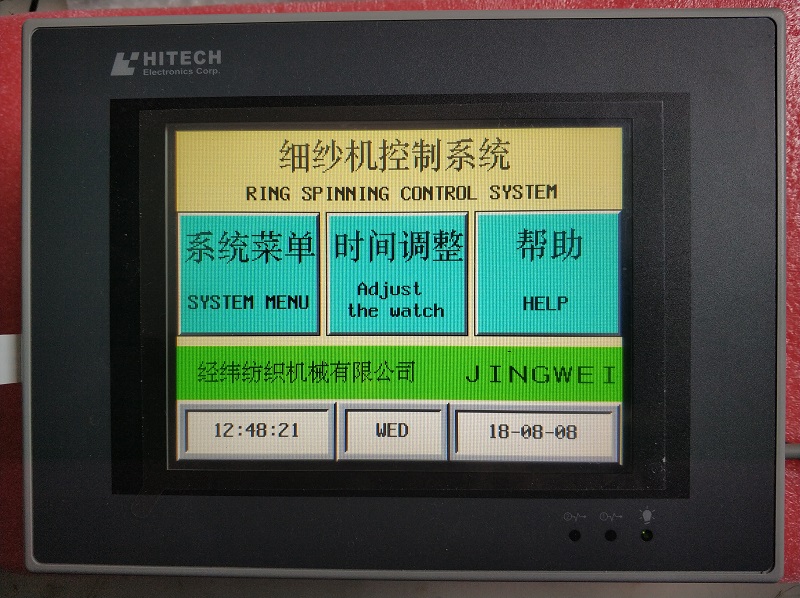 HITECH
Electronics Corp.
细纱机控制系统
RING SPINNING CONTROL SYSTEM
系统菜单
SYSTEM MENU
时间调整
Adjust
the watch
帮助
HELP
经纬纺织机械有限公司 JINGWEI
12:48:21 WED 18-08-08